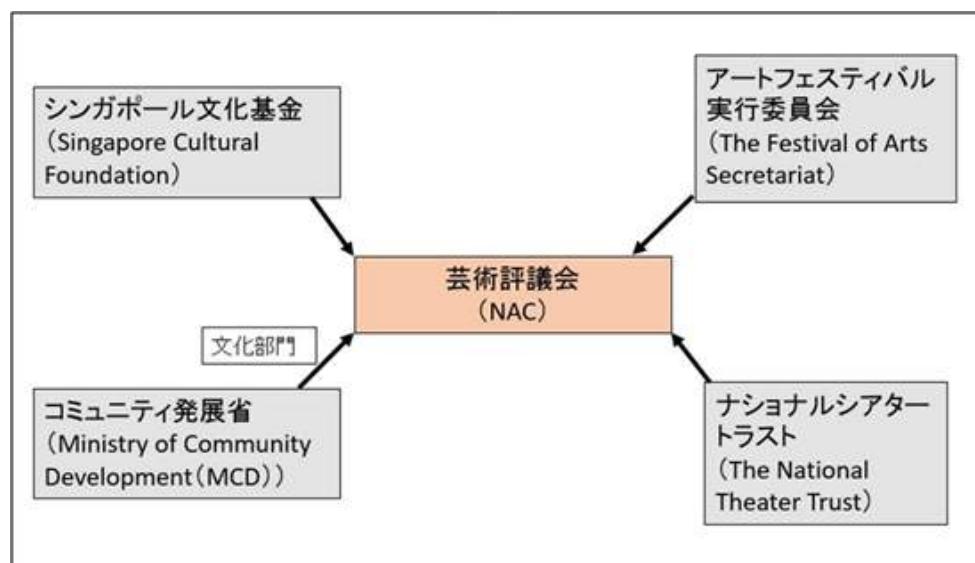 シンガポール文化基金
（Singapore Cultural
Foundation）
アートフェスティバル
実行委員会
（The Festival of Arts
Secretariat）
芸術評議会
（NAC）
文化部門
コミュニティ発展省
（Ministry of Community
Development（MCD））
ナショナルシアター
トラスト
（The National
Theater Trust）